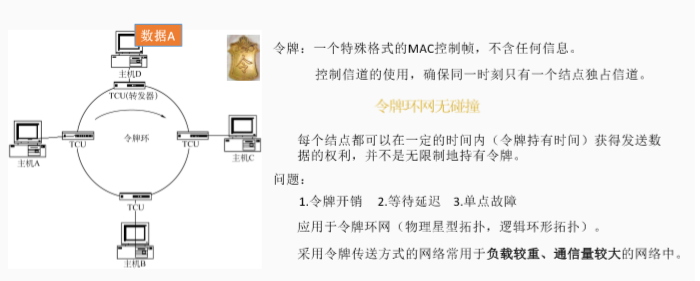 数据A
主机D
TCU(转发器)
令牌环
TCU
TCU
主机A
主机C
TCU
主机B
令
令牌：一个特殊格式的MAC控制帧，不含任何信息。
控制信道的使用，确保同一时刻只有一个结点独占信道。
令牌环网无碰撞
每个结点都可以在一定的时间内（令牌持有时间）获得发送数
据的权利，并不是无限制地持有令牌。
问题：
1.令牌开销 2.等待延迟 3.单点故障
应用于令牌环网（物理星型拓扑，逻辑环形拓扑）。
采用令牌传送方式的网络常用于负载较重、通信量较大的网络中。